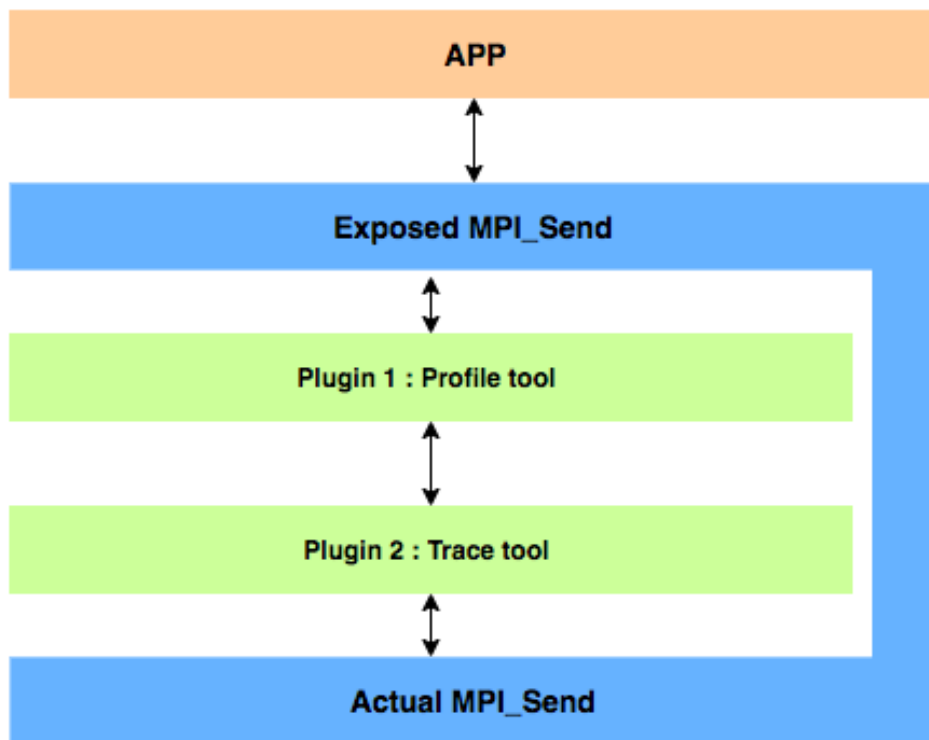 APP
Exposed MPI_Send
Plugin 1 : Profile tool
Plugin 2 : Trace tool
Actual MPI_Send